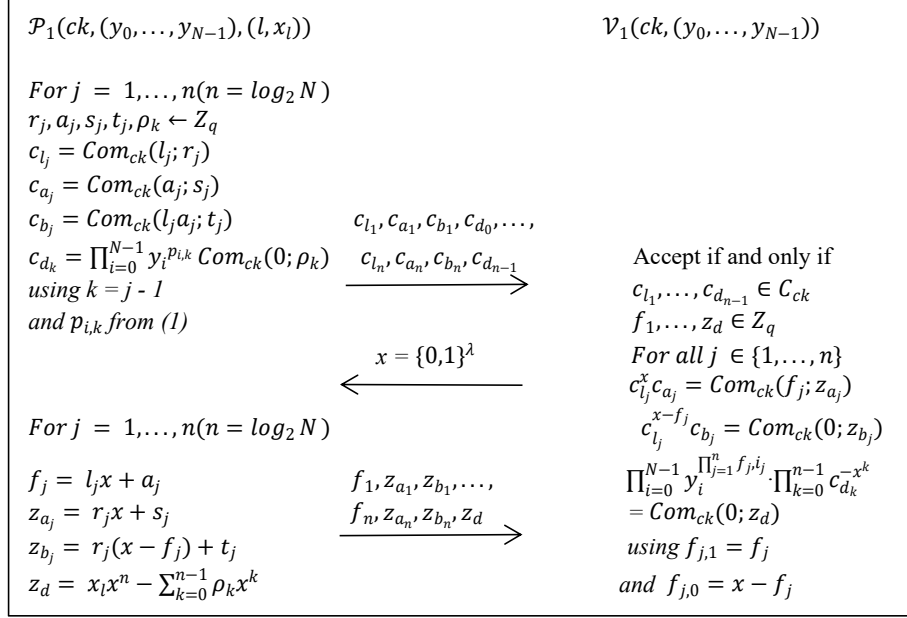 𝒫₁(ck, (y₀, … , y_{N−1}), (l, x_l))
𝒱₁(ck, (y₀, … , y_{N−1}))
For j = 1, … , n(n = log₂ N)
r_j, a_j, s_j, t_j, ρ_k ← Z_q
c_{l_j} = Com_{ck}(l_j; r_j)
c_{a_j} = Com_{ck}(a_j; s_j)
c_{b_j} = Com_{ck}(l_j a_j; t_j)
c_{d_k} = ∏_{i=0}^{N−1} y_i^{p_{i,k}} Com_{ck}(0; ρ_k)
using k = j - 1
and p_{i,k} from (1)
c_{l_1}, c_{a_1}, c_{b_1}, c_{d_0}, … ,
c_{l_n}, c_{a_n}, c_{b_n}, c_{d_{n−1}}
Accept if and only if
c_{l_1}, … , c_{d_{n−1}} ∈ C_{ck}
f₁, … , z_d ∈ Z_q
For all j ∈ {1, … , n}
x = {0,1}^λ
c_{l_j}^x c_{a_j} = Com_{ck}(f_j; z_{a_j})
c_{l_j}^{x−f_j} c_{b_j} = Com_{ck}(0; z_{b_j})
For j = 1, … , n(n = log₂ N)
f_j = l_j x + a_j
z_{a_j} = r_j x + s_j
z_{b_j} = r_j(x − f_j) + t_j
z_d = x_l x^n − ∑_{k=0}^{n−1} ρ_k x^k
f₁, z_{a_1}, z_{b_1}, … ,
f_n, z_{a_n}, z_{b_n}, z_d
∏_{i=0}^{N−1} y_i^{∏_{j=1}^{n} f_{j,i_j}} · ∏_{k=0}^{n−1} c_{d_k}^{−x^k}
= Com_{ck}(0; z_d)
using f_{j,1} = f_j
and f_{j,0} = x − f_j